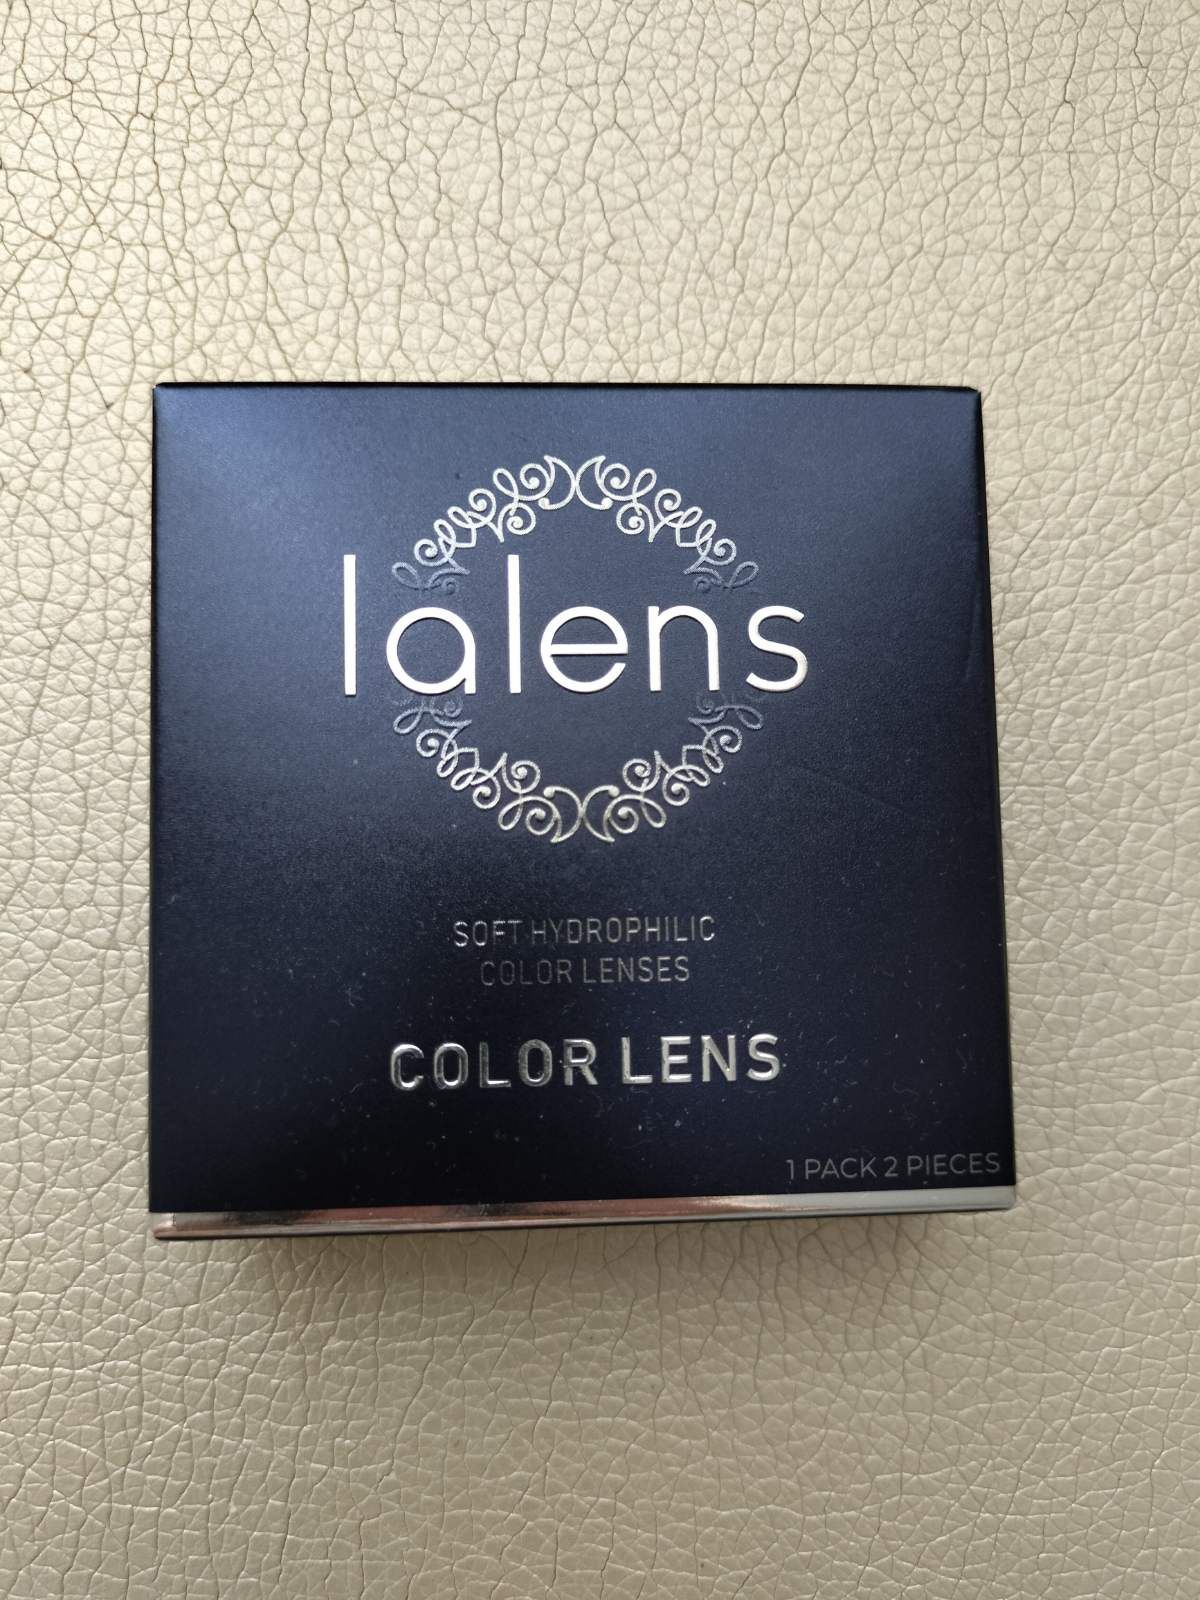 lalens
SOFT HYDROPHILIC
COLOR LENSES
COLOR LENS
1 PACK 2 PIECES